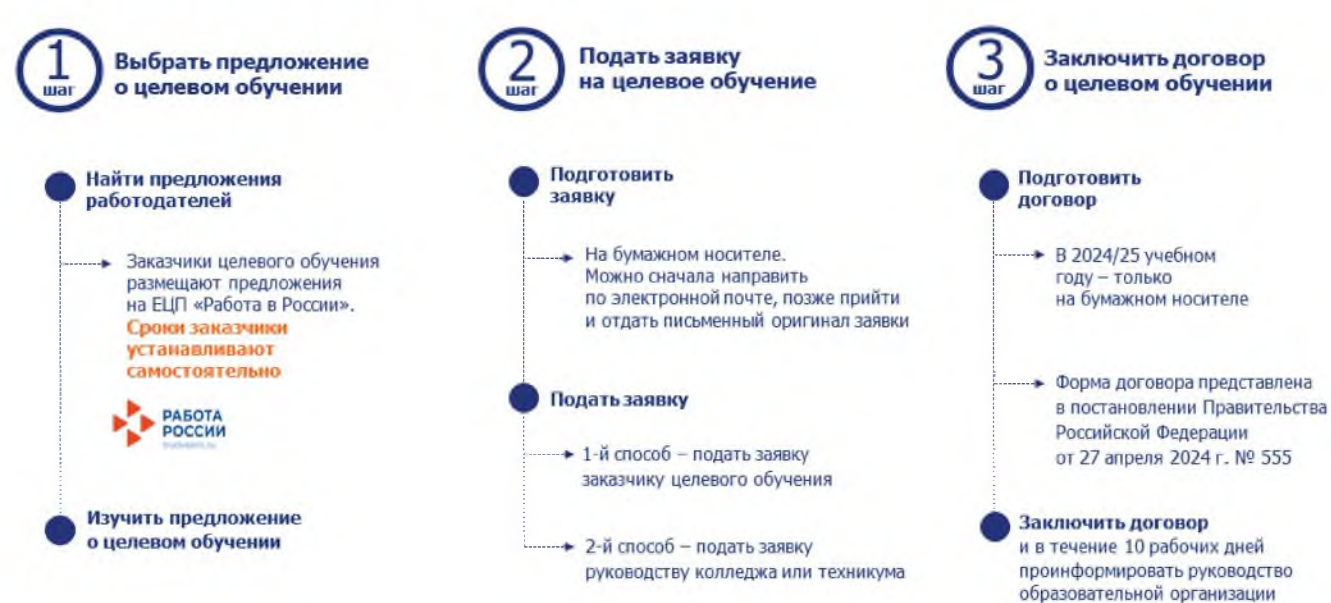 1
шаг
Выбрать предложение
о целевом обучении
Найти предложения
работодателей
Заказчики целевого обучения
размещают предложения
на ЕЦП «Работа в России».
Сроки заказчики
устанавливают
самостоятельно
РАБОТА
РОССИИ
Изучить предложение
о целевом обучении
2
шаг
Подать заявку
на целевое обучение
Подготовить
заявку
На бумажном носителе.
Можно сначала направить
по электронной почте, позже прийти
и отдать письменный оригинал заявки
Подать заявку
1-й способ – подать заявку
заказчику целевого обучения
2-й способ – подать заявку
руководству колледжа или техникума
3
шаг
Заключить договор
о целевом обучении
Подготовить
договор
В 2024/25 учебном
году – только
на бумажном носителе
Форма договора представлена
в постановлении Правительства
Российской Федерации
от 27 апреля 2024 г. № 555
Заключить договор
и в течение 10 рабочих дней
проинформировать руководство
образовательной организации